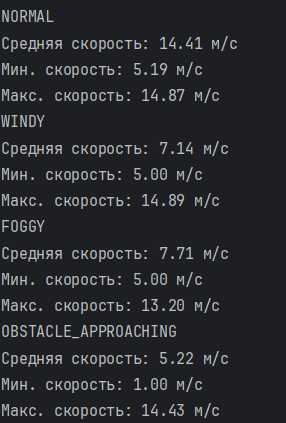 NORMAL
Средняя скорость: 14.41 м/с
Мин. скорость: 5.19 м/с
Макс. скорость: 14.87 м/с
WINDY
Средняя скорость: 7.14 м/с
Мин. скорость: 5.00 м/с
Макс. скорость: 14.89 м/с
FOGGY
Средняя скорость: 7.71 м/с
Мин. скорость: 5.00 м/с
Макс. скорость: 13.20 м/с
OBSTACLE_APPROACHING
Средняя скорость: 5.22 м/с
Мин. скорость: 1.00 м/с
Макс. скорость: 14.43 м/с